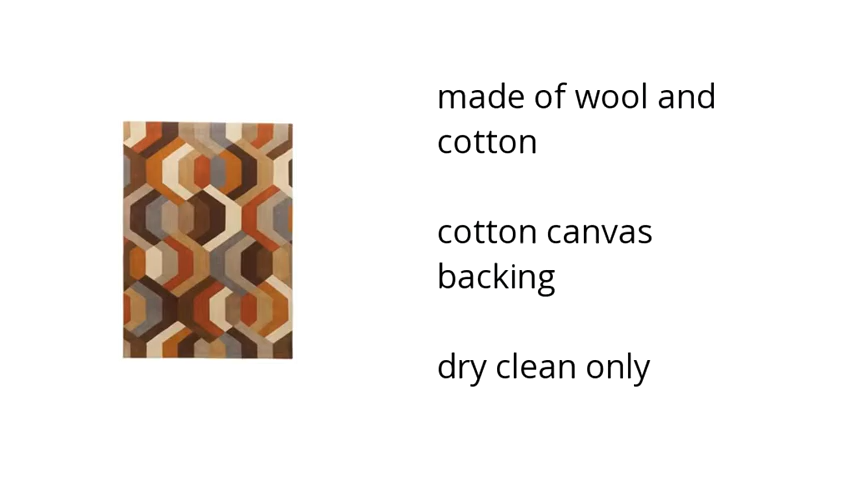 made of wool and
cotton
cotton canvas
backing
dry clean only